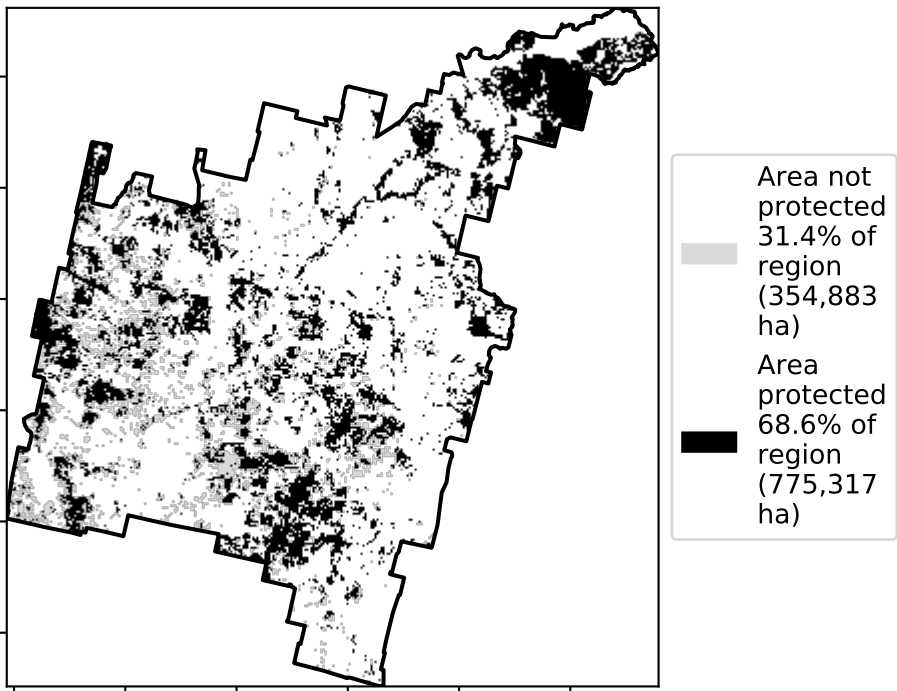 Area not
protected
31.4% of
region
(354,883
ha)
Area
protected
68.6% of
region
(775,317
ha)